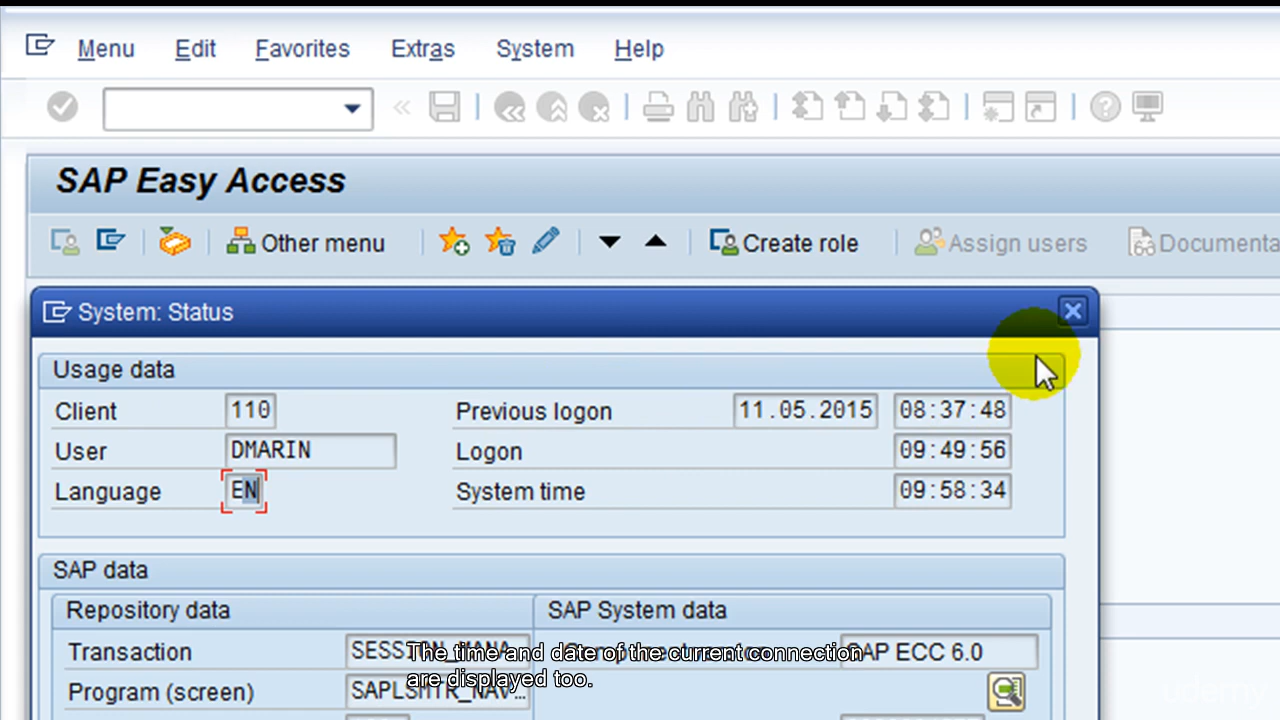 Menu Edit Favorites Extras System Help
SAP Easy Access
Other menu Create role Assign users
System: Status
Usage data
Client 110 Previous logon 11.05.2015 08:37:48
User DMARIN Logon 09:49:56
Language EN System time 09:58:34
SAP data
Repository data SAP System data
Transaction SAP ECC 6.0
The time and date of the current connection
are displayed too.
Program (screen) SAPLSMTR_NAV...
udemy